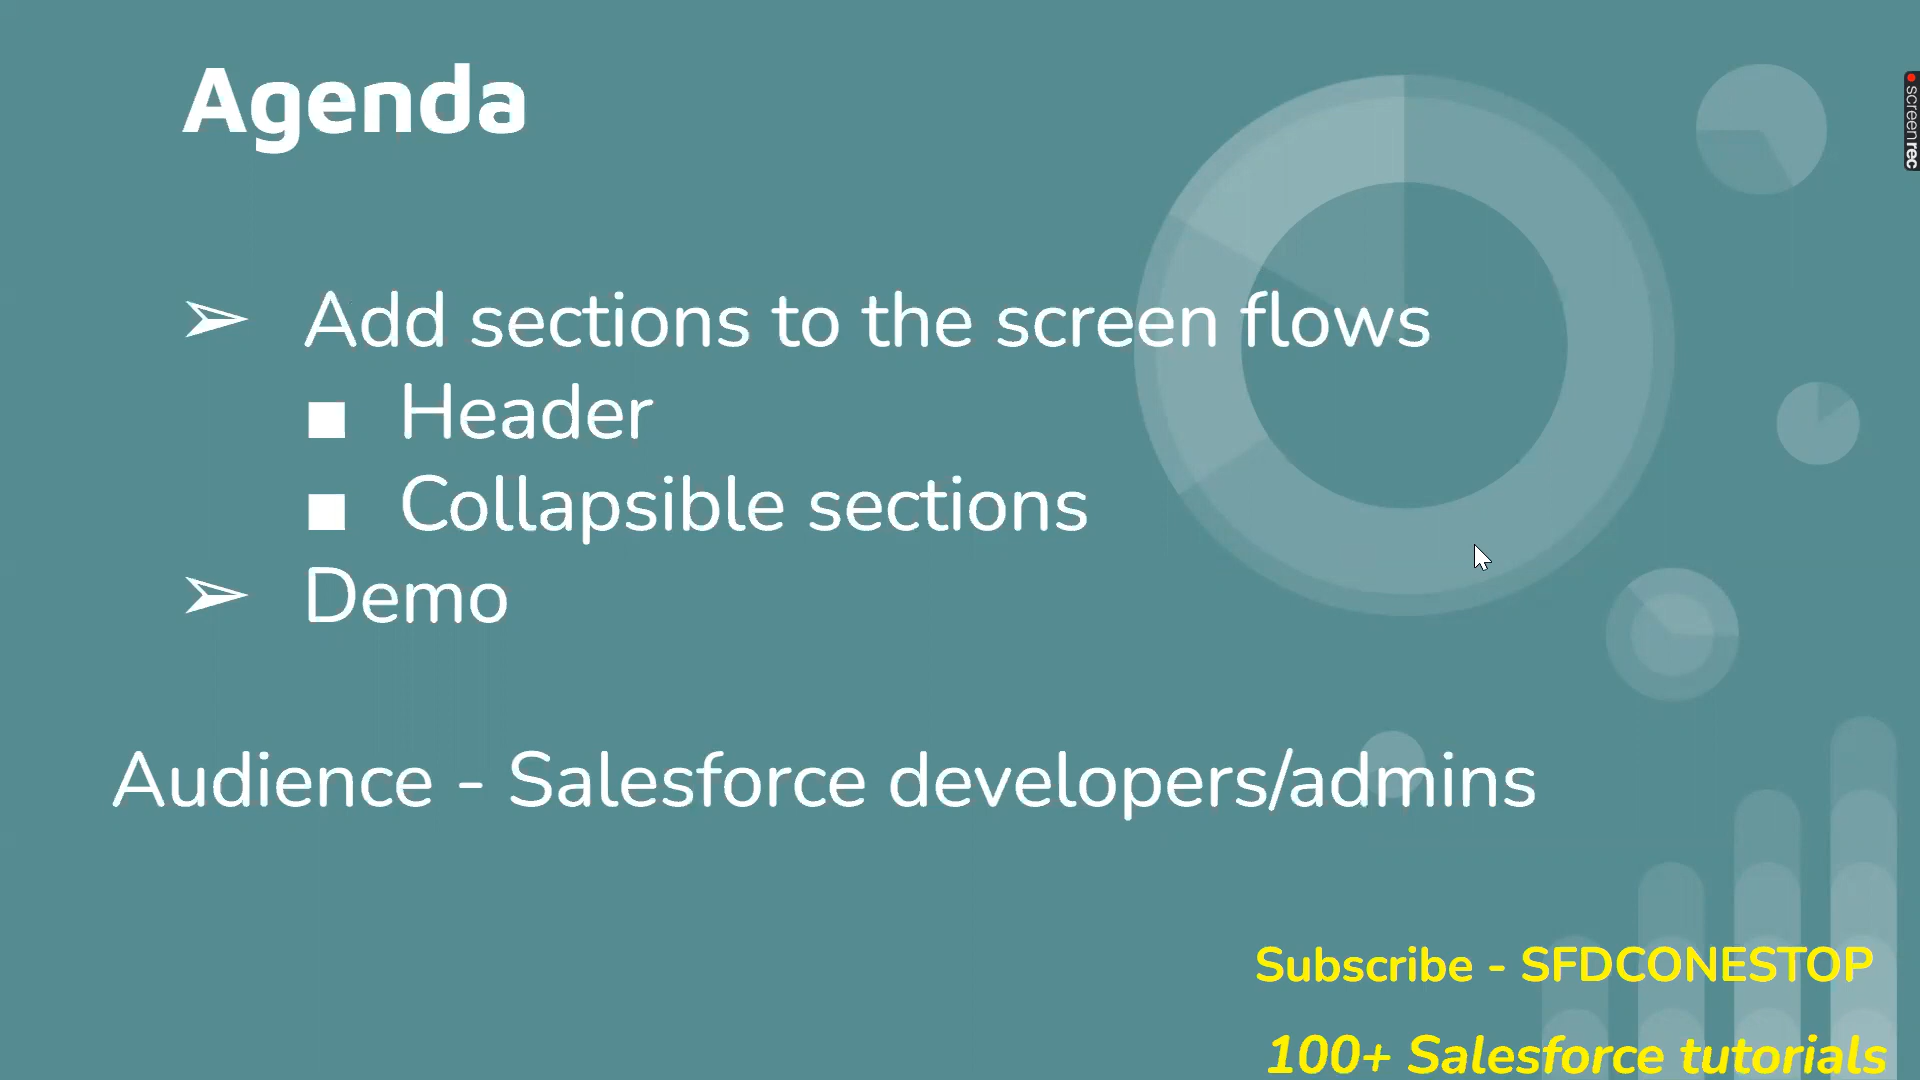 Agenda
➢ Add sections to the screen flows
■ Header
■ Collapsible sections
➢ Demo
Audience - Salesforce developers/admins
Subscribe - SFDCONESTOP
100+ Salesforce tutorials
screenrec